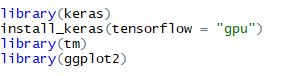 library(keras)
install_keras(tensorflow = "gpu")
library(tm)
library(ggplot2)